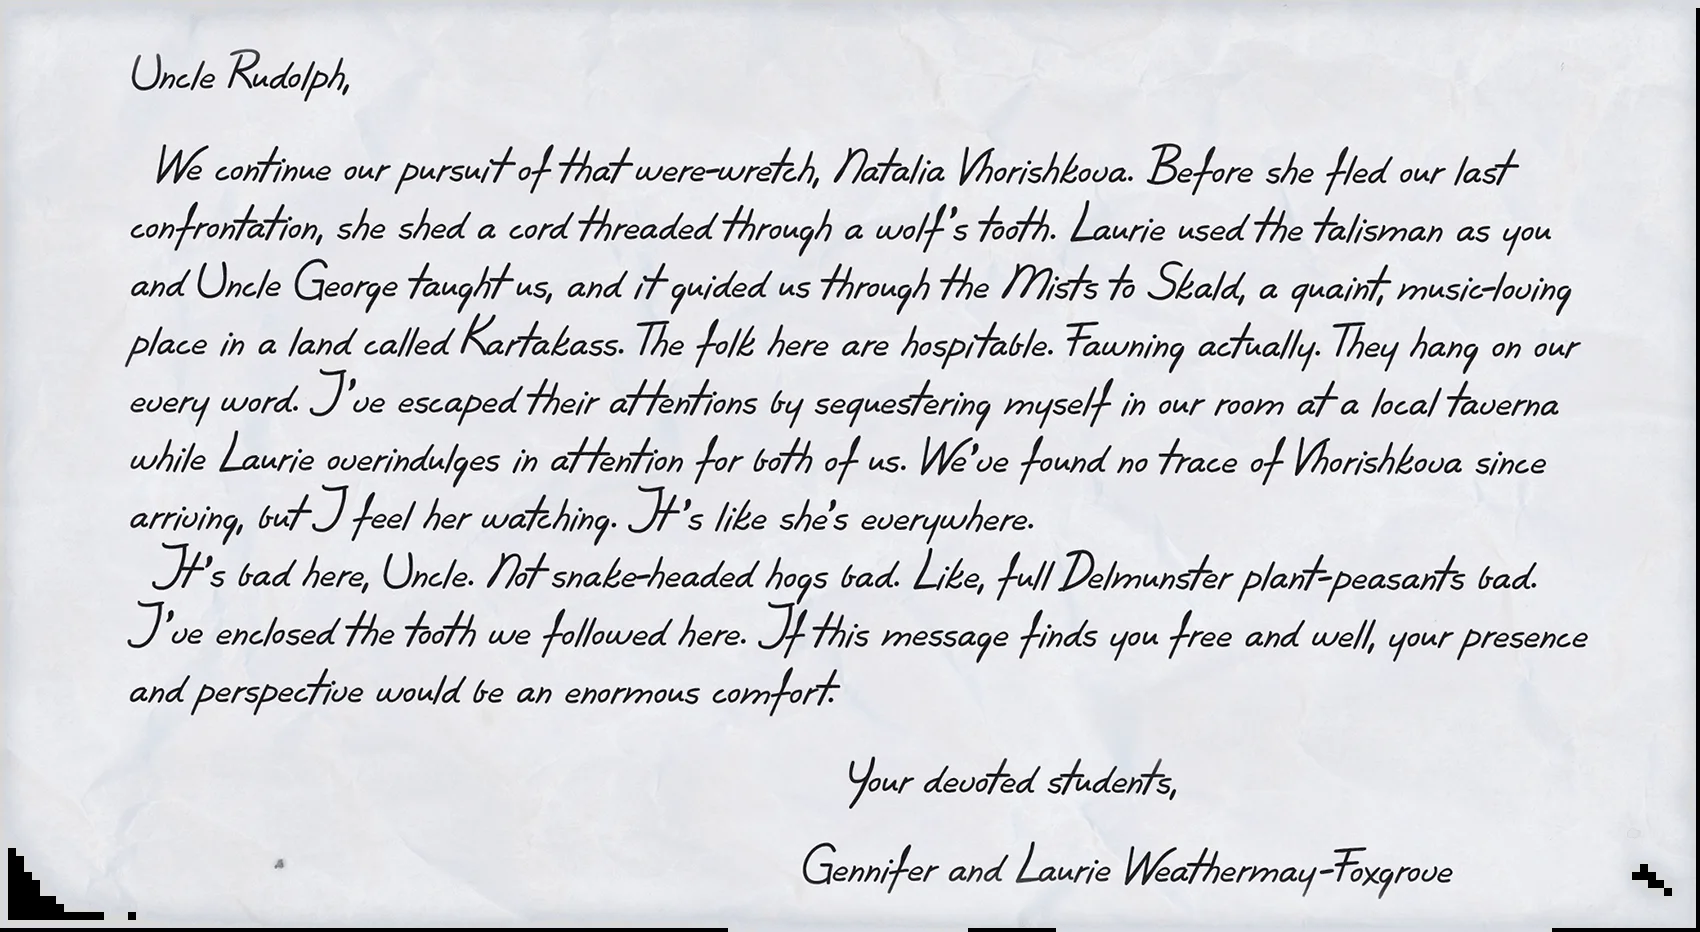 Uncle Rudolph,
We continue our pursuit of that were-wretch, Natalia Vhorishkova. Before she fled our last
confrontation, she shed a cord threaded through a wolf's tooth. Laurie used the talisman as you
and Uncle George taught us, and it guided us through the Mists to Skald, a quaint, music-loving
place in a land called Kartakass. The folk here are hospitable. Fawning actually. They hang on our
every word. I've escaped their attentions by sequestering myself in our room at a local taverna
while Laurie overindulges in attention for both of us. We've found no trace of Vhorishkova since
arriving, but I feel her watching. It's like she's everywhere.
It's bad here, Uncle. Not snake-headed hogs bad. Like, full Delmunster plant-peasants bad.
I've enclosed the tooth we followed here. If this message finds you free and well, your presence
and perspective would be an enormous comfort.
Your devoted students,
Gennifer and Laurie Weathermay-Foxgrove